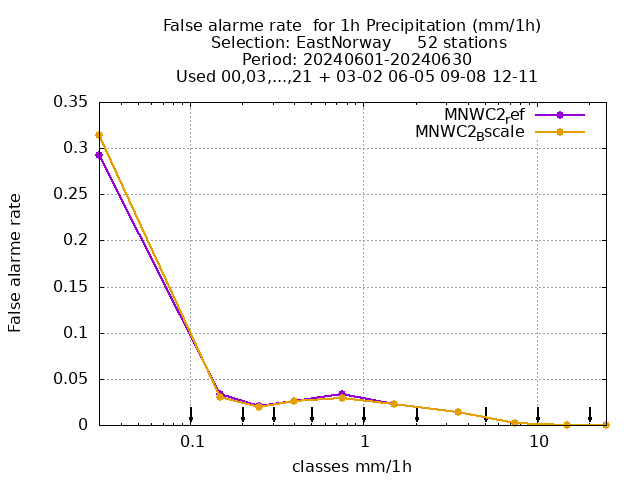 False alarme rate  for 1h Precipitation (mm/1h)
Selection: EastNorway     52 stations
Period: 20240601-20240630
Used 00,03,...,21 + 03-02 06-05 09-08 12-11
MNWC2ref
MNWC2Bscale
0.35
0.3
0.25
0.2
0.15
0.1
0.05
0
False alarme rate
0.1
1
10
classes mm/1h